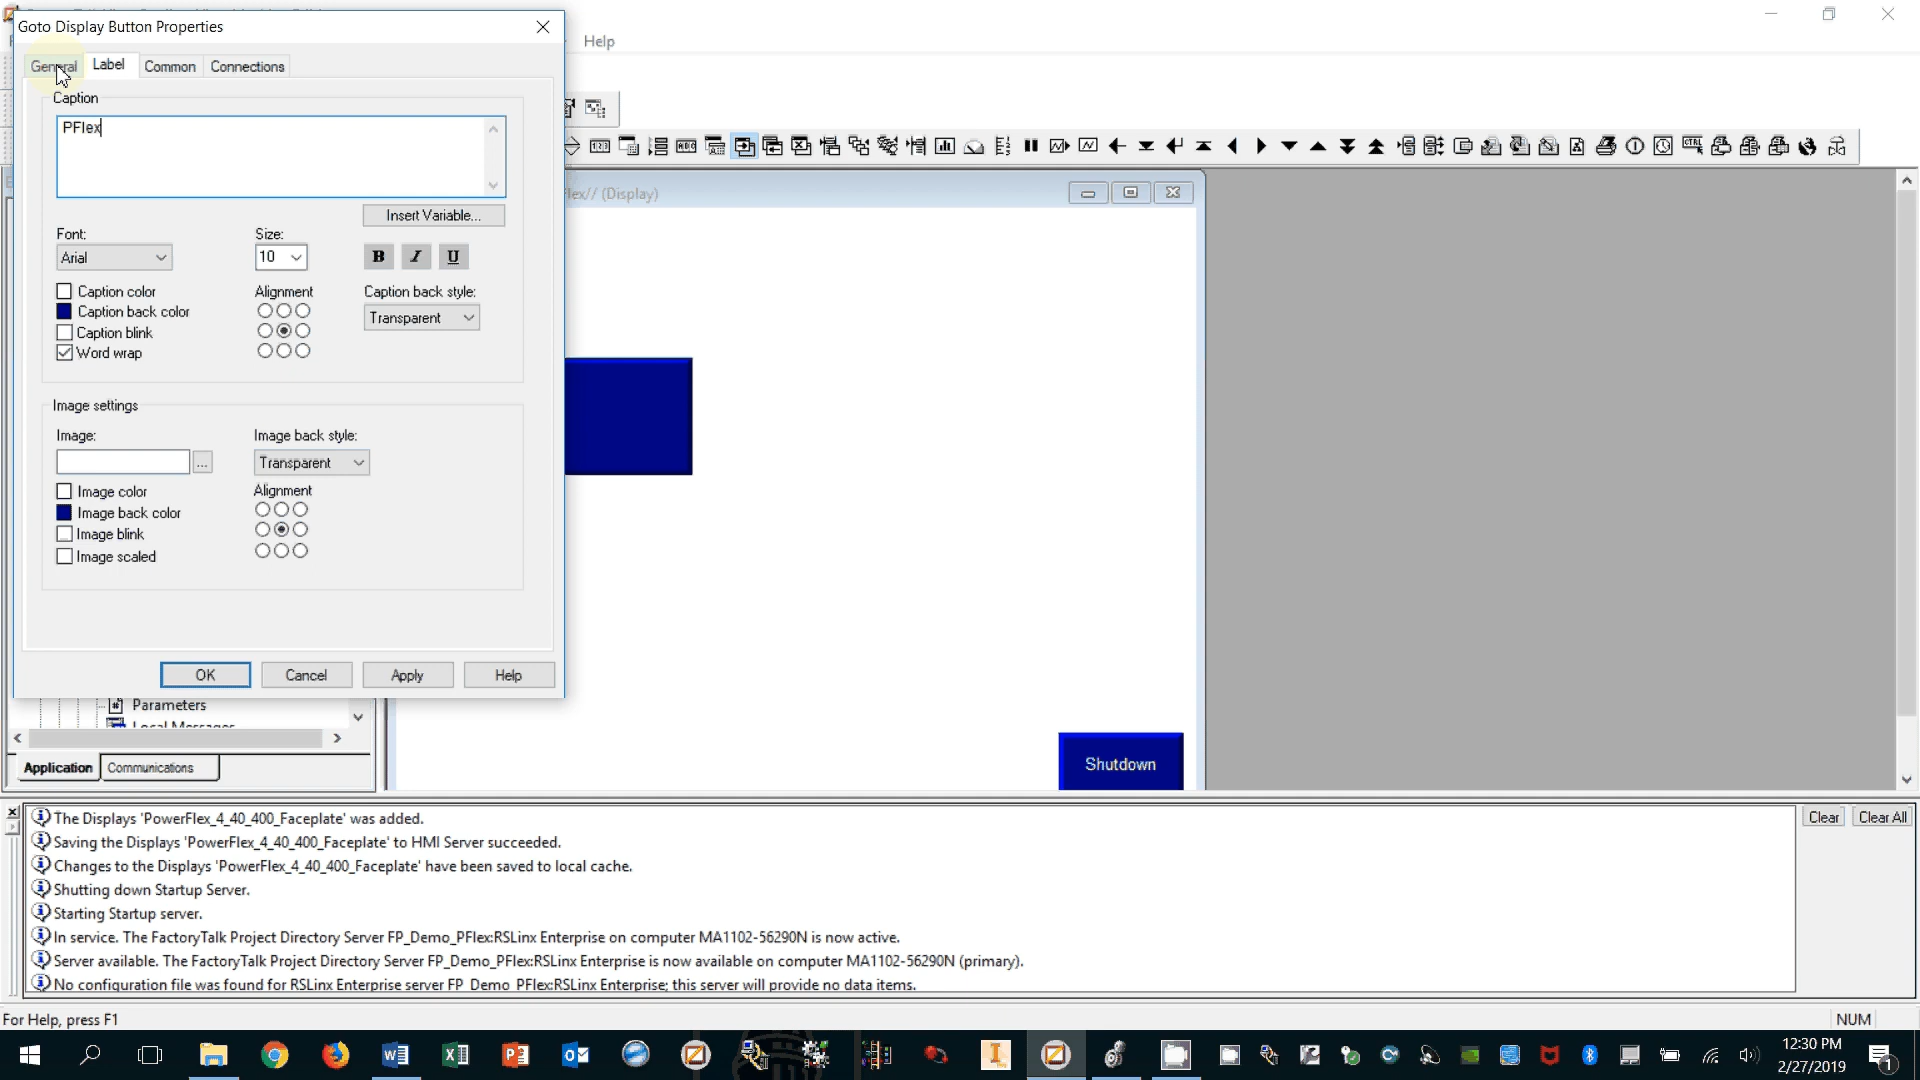 Goto Display Button Properties
Help
General Label Common Connections
Caption
PFlex
lex// (Display)
Insert Variable...
Font: Size:
Arial 10 B I U
Caption color Alignment Caption back style:
Caption back color Transparent
Caption blink
Word wrap
Image settings
Image: Image back style:
... Transparent
Image color Alignment
Image back color
Image blink
Image scaled
OK Cancel Apply Help
Parameters
Local Messages
Shutdown
Application Communications
The Displays 'PowerFlex_4_40_400_Faceplate' was added.
Clear Clear All
Saving the Displays 'PowerFlex_4_40_400_Faceplate' to HMI Server succeeded.
Changes to the Displays 'PowerFlex_4_40_400_Faceplate' have been saved to local cache.
Shutting down Startup Server.
Starting Startup server.
In service. The FactoryTalk Project Directory Server FP_Demo_PFlex:RSLinx Enterprise on computer MA1102-56290N is now active.
Server available. The FactoryTalk Project Directory Server FP_Demo_PFlex:RSLinx Enterprise is now available on computer MA1102-56290N (primary).
No configuration file was found for RSLinx Enterprise server FP_Demo_PFlex:RSLinx Enterprise; this server will provide no data items.
For Help, press F1
NUM
12:30 PM
2/27/2019
1